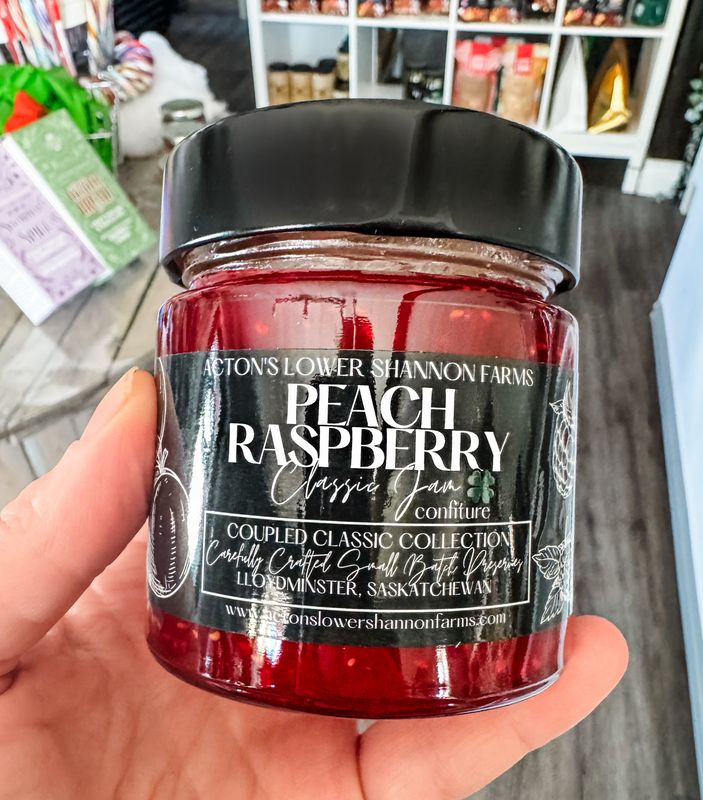 ACTON'S LOWER SHANNON FARMS
PEACH
RASPBERRY
Classic Jam
confiture
COUPLED CLASSIC COLLECTION
Carefully Crafted Small Batch Preserves
LLOYDMINSTER, SASKATCHEWAN
www.actonslowershannonfarms.com